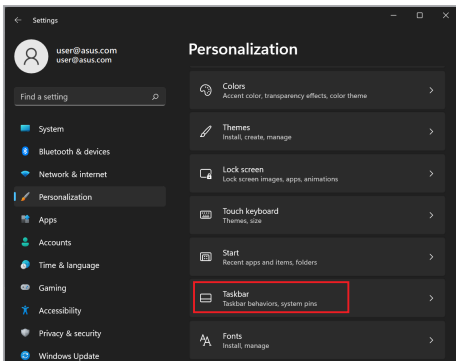 Settings
user@asus.com
user@asus.com
Find a setting
System
Bluetooth & devices
Network & internet
Personalization
Apps
Accounts
Time & language
Gaming
Accessibility
Privacy & security
Windows Update
Personalization
Colors
Accent color, transparency effects, color theme
Themes
Install, create, manage
Lock screen
Lock screen images, apps, animations
Touch keyboard
Themes, size
Start
Recent apps and items, folders
Taskbar
Taskbar behaviors, system pins
Fonts
Install, manage